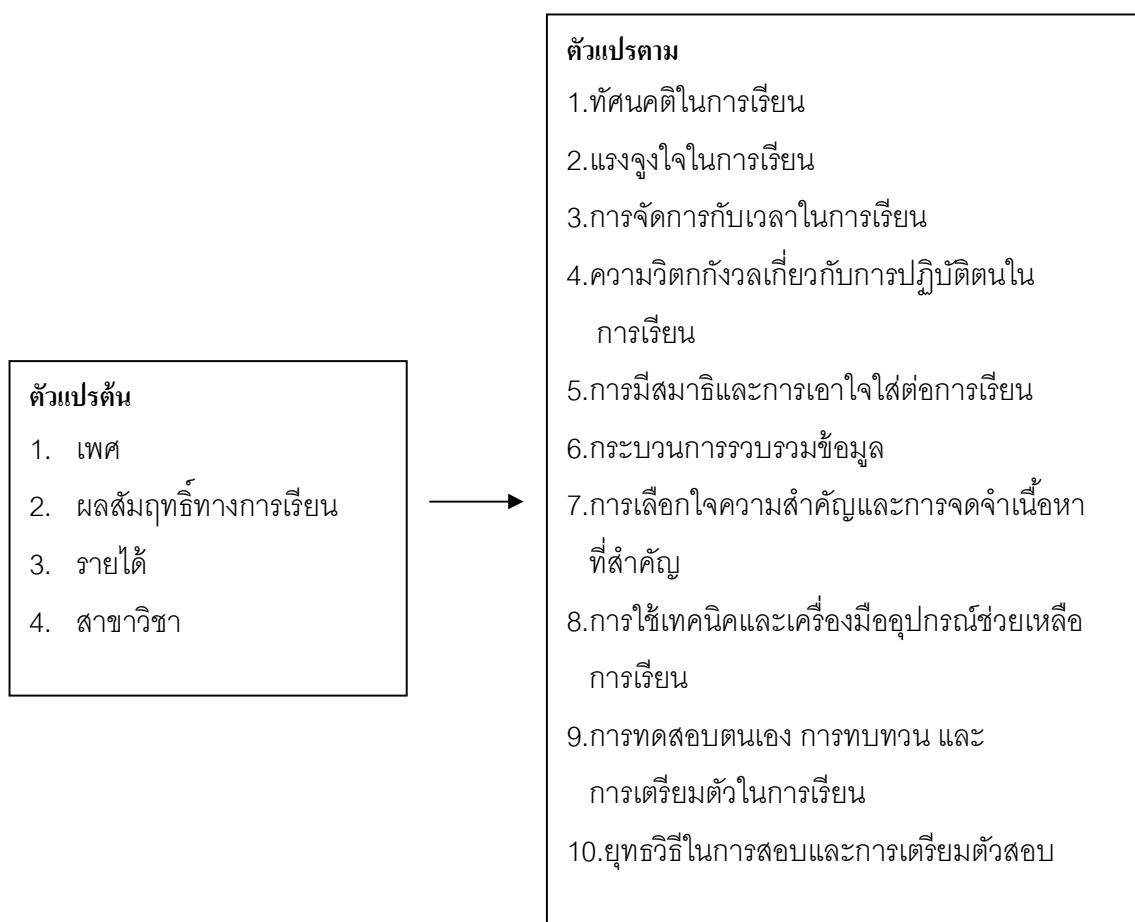 ตัวแปรต้น
1. เพศ
2. ผลสัมฤทธิ์ทางการเรียน
3. รายได้
4. สาขาวิชา
ตัวแปรตาม
1.ทัศนคติในการเรียน
2.แรงจูงใจในการเรียน
3.การจัดการกับเวลาในการเรียน
4.ความวิตกกังวลเกี่ยวกับการปฏิบัติตนใน
การเรียน
5.การมีสมาธิและการเอาใจใส่ต่อการเรียน
6.กระบวนการรวบรวมข้อมูล
7.การเลือกใจความสำคัญและการจดจำเนื้อหา
ที่สำคัญ
8.การใช้เทคนิคและเครื่องมืออุปกรณ์ช่วยเหลือ
การเรียน
9.การทดสอบตนเอง การทบทวน และ
การเตรียมตัวในการเรียน
10.ยุทธวิธีในการสอบและการเตรียมตัวสอบ